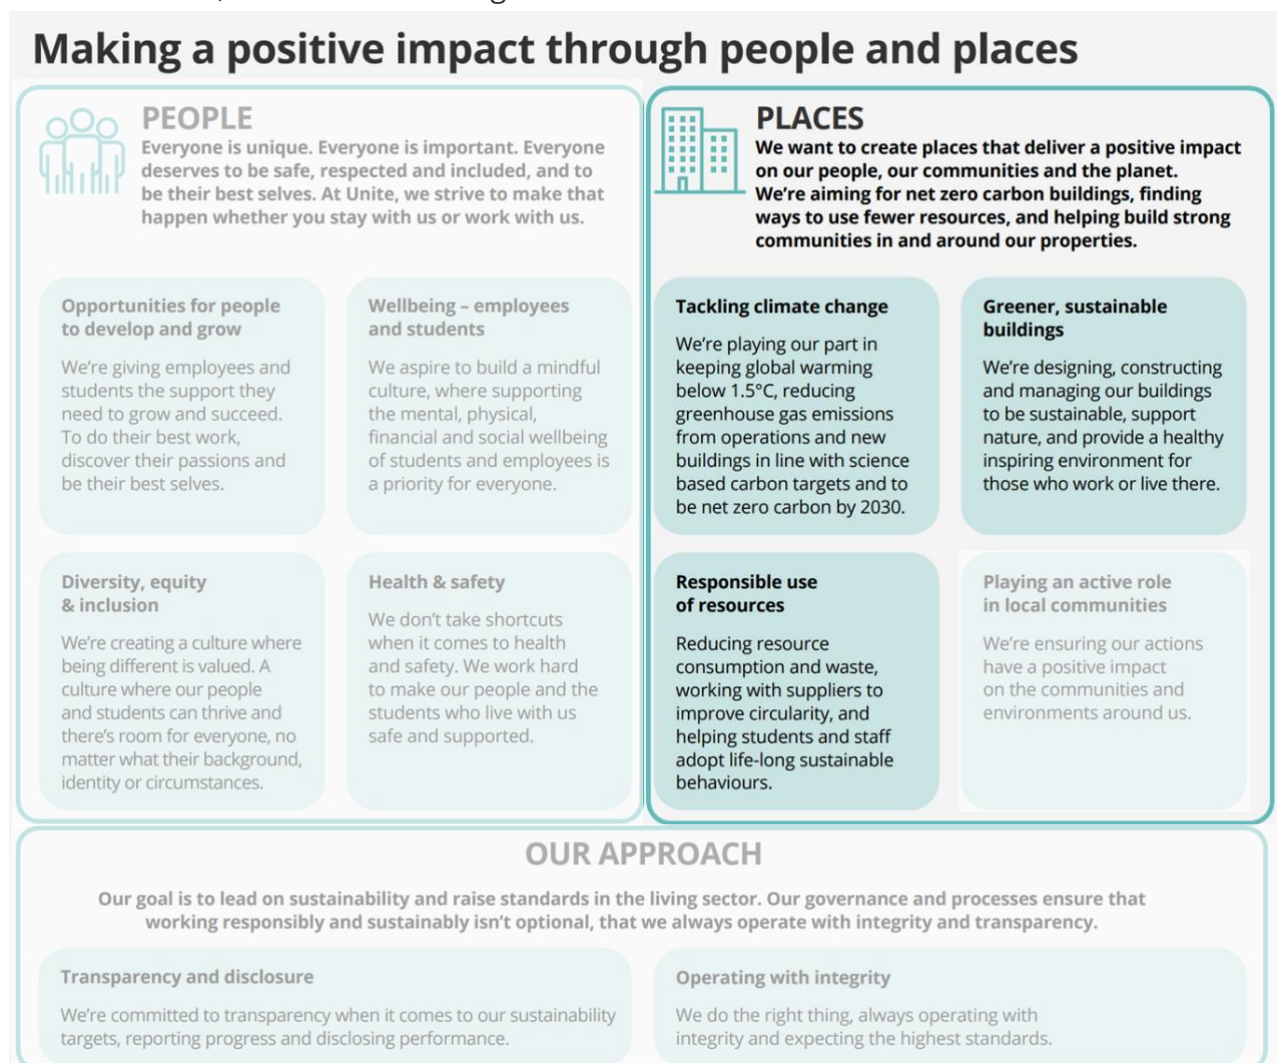 Making a positive impact through people and places
PEOPLE
Everyone is unique. Everyone is important. Everyone
deserves to be safe, respected and included, and to
be their best selves. At Unite, we strive to make that
happen whether you stay with us or work with us.
Opportunities for people
to develop and grow
We’re giving employees and
students the support they
need to grow and succeed.
To do their best work,
discover their passions and
be their best selves.
Wellbeing – employees
and students
We aspire to build a mindful
culture, where supporting
the mental, physical,
financial and social wellbeing
of students and employees is
a priority for everyone.
Diversity, equity
& inclusion
We’re creating a culture where
being different is valued. A
culture where our people
and students can thrive and
there’s room for everyone, no
matter what their background,
identity or circumstances.
Health & safety
We don’t take shortcuts
when it comes to health
and safety. We work hard
to make our people and the
students who live with us
safe and supported.
PLACES
We want to create places that deliver a positive impact
on our people, our communities and the planet.
We’re aiming for net zero carbon buildings, finding
ways to use fewer resources, and helping build strong
communities in and around our properties.
Tackling climate change
We’re playing our part in
keeping global warming
below 1.5°C, reducing
greenhouse gas emissions
from operations and new
buildings in line with science
based carbon targets and to
be net zero carbon by 2030.
Greener, sustainable
buildings
We’re designing, constructing
and managing our buildings
to be sustainable, support
nature, and provide a healthy
inspiring environment for
those who work or live there.
Responsible use
of resources
Reducing resource
consumption and waste,
working with suppliers to
improve circularity, and
helping students and staff
adopt life-long sustainable
behaviours.
Playing an active role
in local communities
We’re ensuring our actions
have a positive impact
on the communities and
environments around us.
OUR APPROACH
Our goal is to lead on sustainability and raise standards in the living sector. Our governance and processes ensure that
working responsibly and sustainably isn’t optional, that we always operate with integrity and transparency.
Transparency and disclosure
We’re committed to transparency when it comes to our sustainability
targets, reporting progress and disclosing performance.
Operating with integrity
We do the right thing, always operating with
integrity and expecting the highest standards.